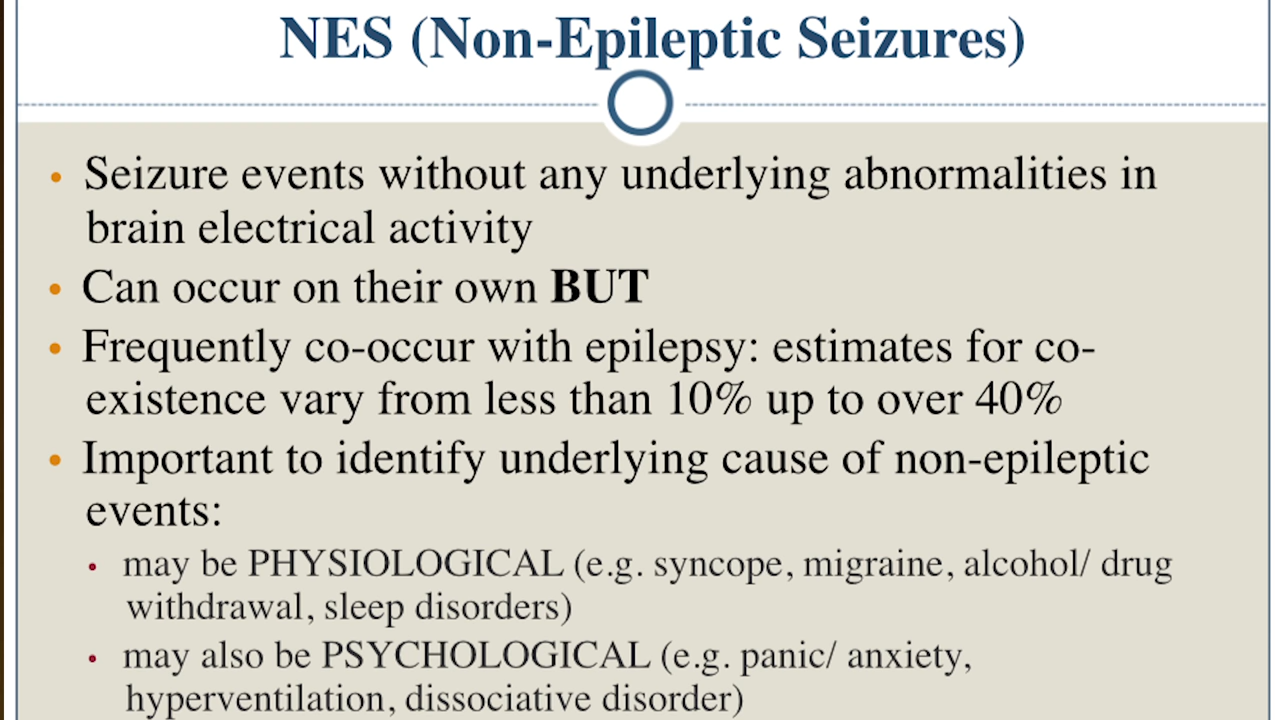 NES (Non-Epileptic Seizures)
• Seizure events without any underlying abnormalities in
brain electrical activity
• Can occur on their own BUT
• Frequently co-occur with epilepsy: estimates for co-
existence vary from less than 10% up to over 40%
• Important to identify underlying cause of non-epileptic
events:
• may be PHYSIOLOGICAL (e.g. syncope, migraine, alcohol/ drug
withdrawal, sleep disorders)
• may also be PSYCHOLOGICAL (e.g. panic/ anxiety,
hyperventilation, dissociative disorder)